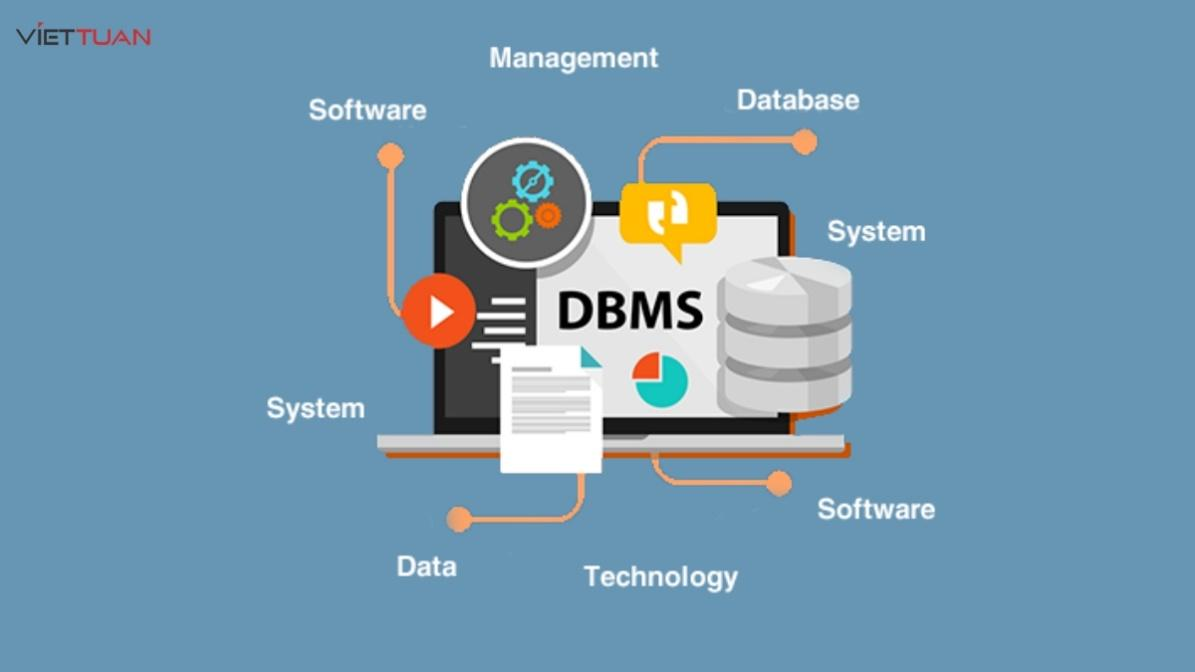 VIETTUAN
Management
Software
Database
System
DBMS
System
Software
Data
Technology